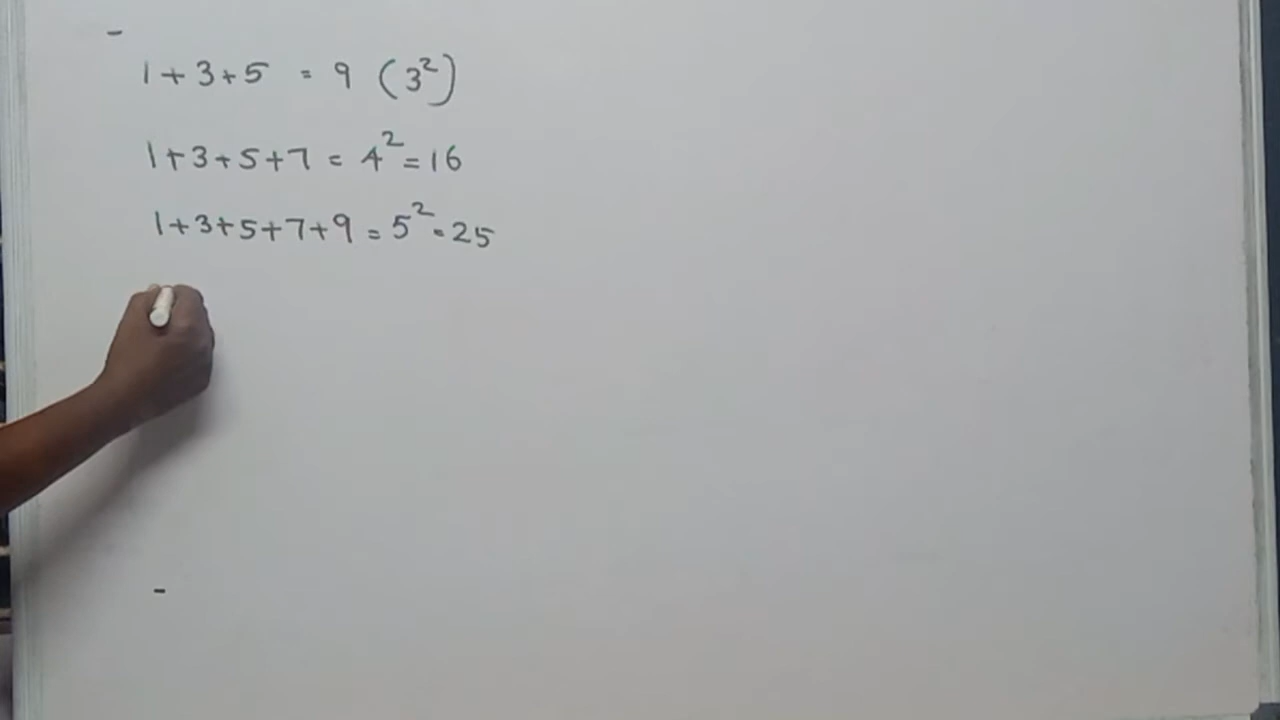 1+3+5 = 9 (3²)
1+3+5+7 = 4² = 16
1+3+5+7+9 = 5² = 25